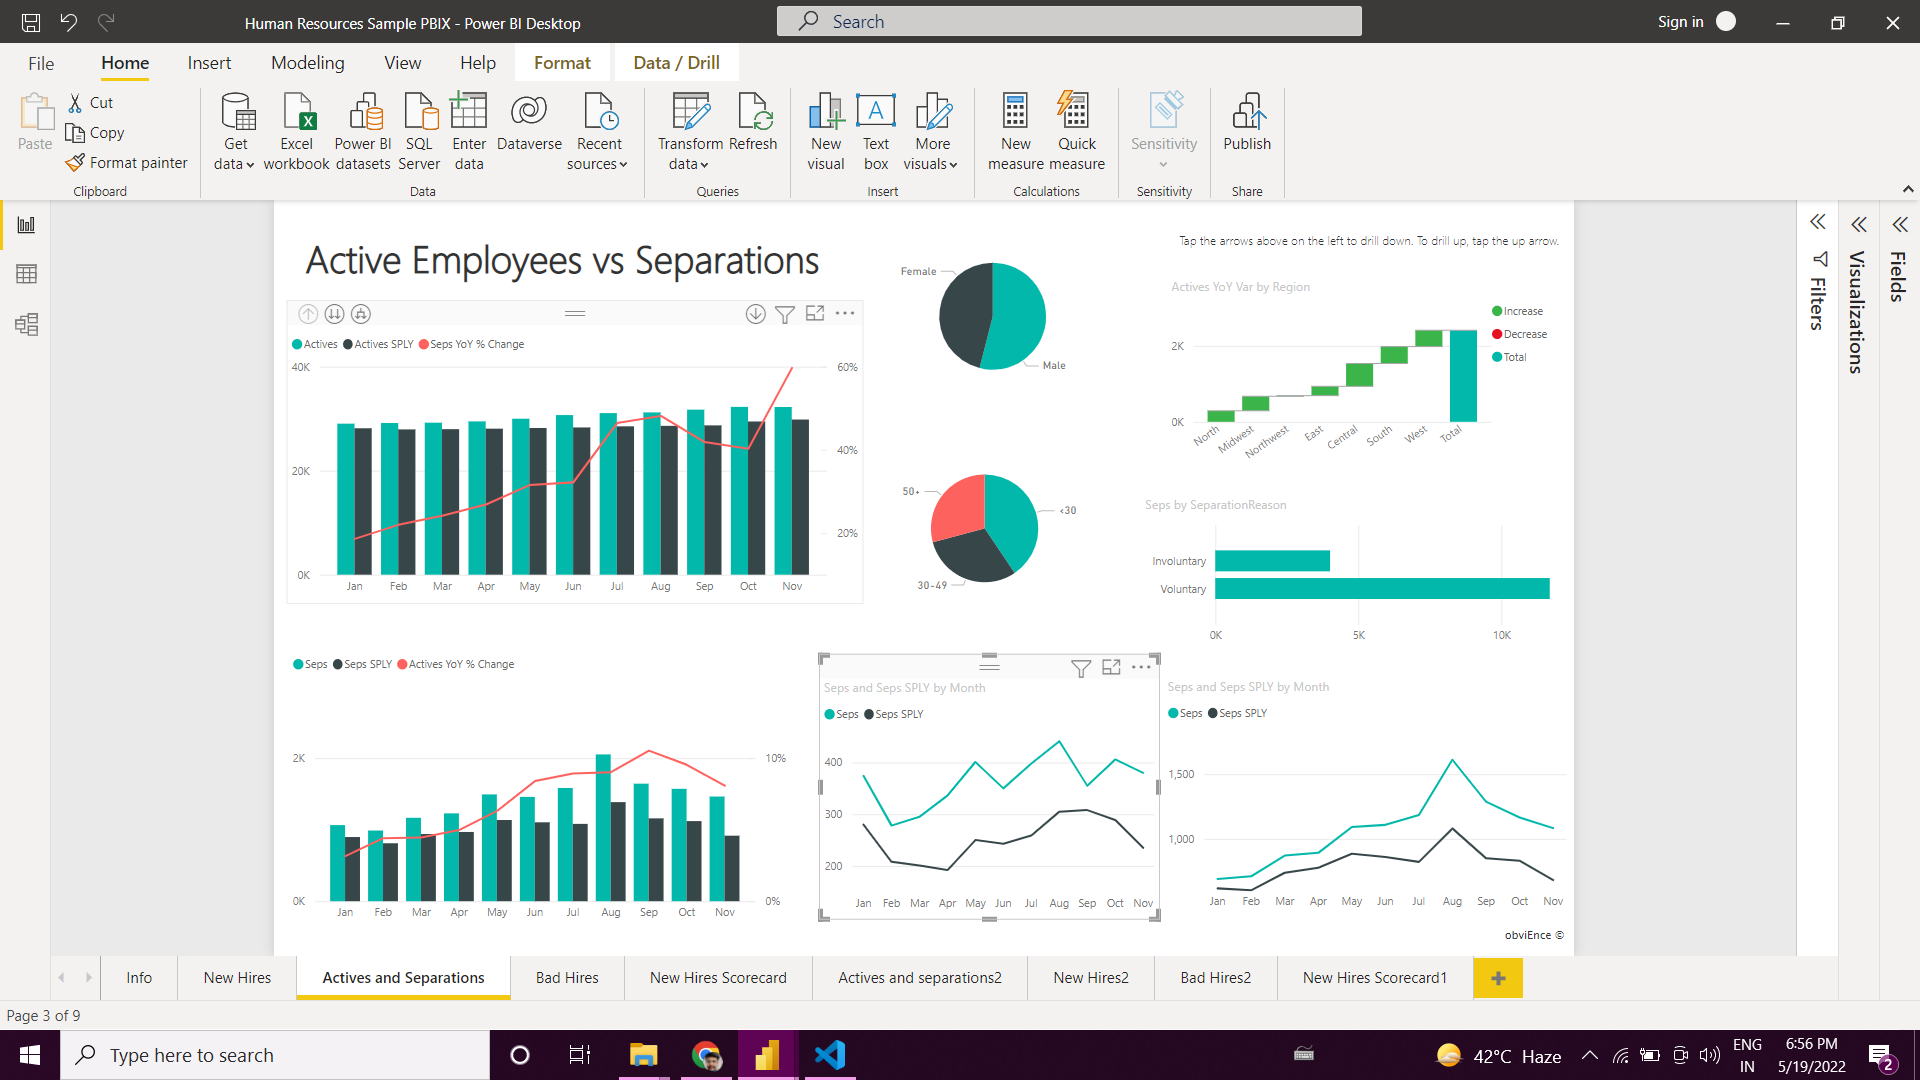 Human Resources Sample PBIX - Power BI Desktop
Search
Sign in
File Home Insert Modeling View Help Format Data / Drill
Paste
Cut
Copy
Format painter
Clipboard
Get data
Excel workbook
Power BI datasets
SQL Server
Enter data
Dataverse
Recent sources
Data
Transform data
Refresh
Queries
New visual
Text box
A
More visuals
Insert
New measure
Quick measure
Calculations
Sensitivity
Sensitivity
Publish
Share
Active Employees vs Separations
Tap the arrows above on the left to drill down. To drill up, tap the up arrow.
Actives Actives SPLY Seps YoY % Change
40K
20K
0K
60%
40%
20%
Jan Feb Mar Apr May Jun Jul Aug Sep Oct Nov
Female
Male
50+
<30
30-49
Actives YoY Var by Region
Increase
Decrease
Total
2K
0K
North Midwest Northwest East Central South West Total
Seps by SeparationReason
Involuntary
Voluntary
0K 5K 10K
Seps Seps SPLY Actives YoY % Change
2K
0K
10%
0%
Jan Feb Mar Apr May Jun Jul Aug Sep Oct Nov
Seps and Seps SPLY by Month
Seps Seps SPLY
400
300
200
Jan Feb Mar Apr May Jun Jul Aug Sep Oct Nov
Seps and Seps SPLY by Month
Seps Seps SPLY
1,500
1,000
Jan Feb Mar Apr May Jun Jul Aug Sep Oct Nov
obviEnce ©
Filters
Visualizations
Fields
Info New Hires Actives and Separations Bad Hires New Hires Scorecard Actives and separations2 New Hires2 Bad Hires2 New Hires Scorecard1
Page 3 of 9
Type here to search
42°C Haze
ENG
IN
6:56 PM
5/19/2022
2